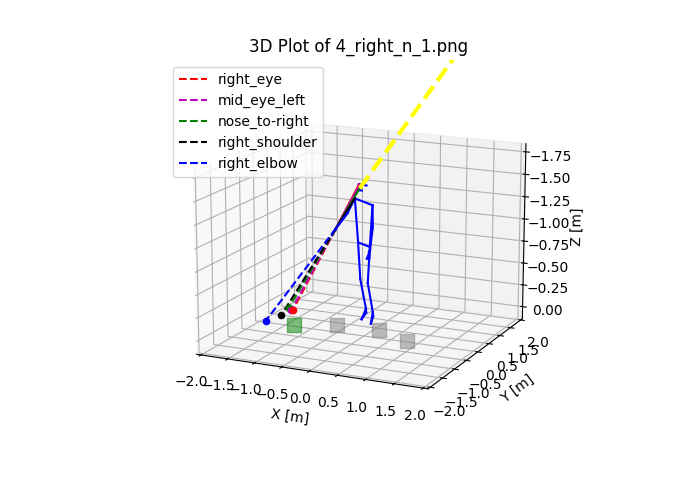 3D Plot of 4_right_n_1.png
right_eye
mid_eye_left
nose_to-right
right_shoulder
right_elbow
−1.75
−1.50
−1.25
−1.00
−0.75
−0.50
−0.25
0.00
Z [m]
2.0
1.5
1.0
0.5
0.0
−0.5
−1.0
−1.5
−2.0
Y [m]
−2.0
−1.5
−1.0
−0.5
0.0
0.5
1.0
1.5
2.0
X [m]